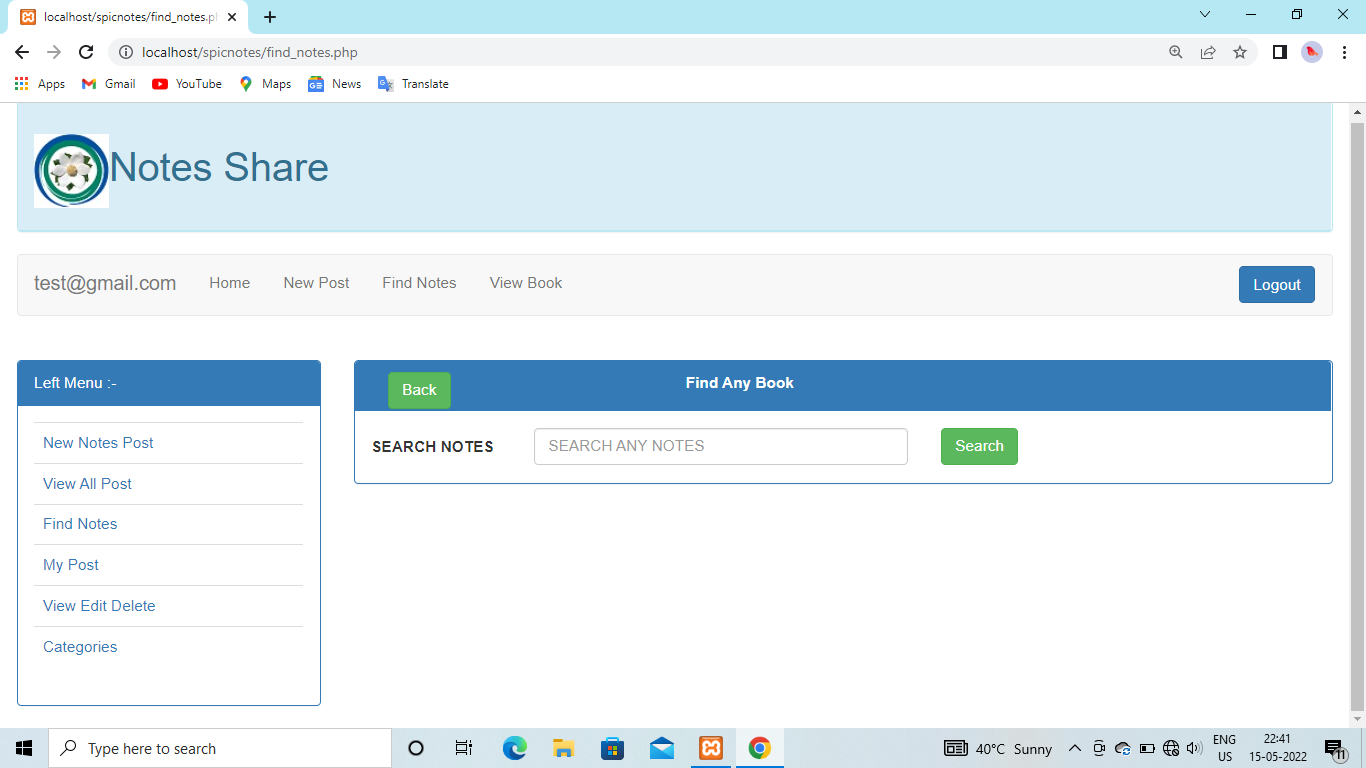 localhost/spicnotes/find_notes.p
localhost/spicnotes/find_notes.php
Apps Gmail YouTube Maps News Translate
Notes Share
test@gmail.com Home New Post Find Notes View Book Logout
Left Menu :-
New Notes Post
View All Post
Find Notes
My Post
View Edit Delete
Categories
Back Find Any Book
SEARCH NOTES SEARCH ANY NOTES Search
Type here to search
40°C Sunny
ENG
US
22:41
15-05-2022
11